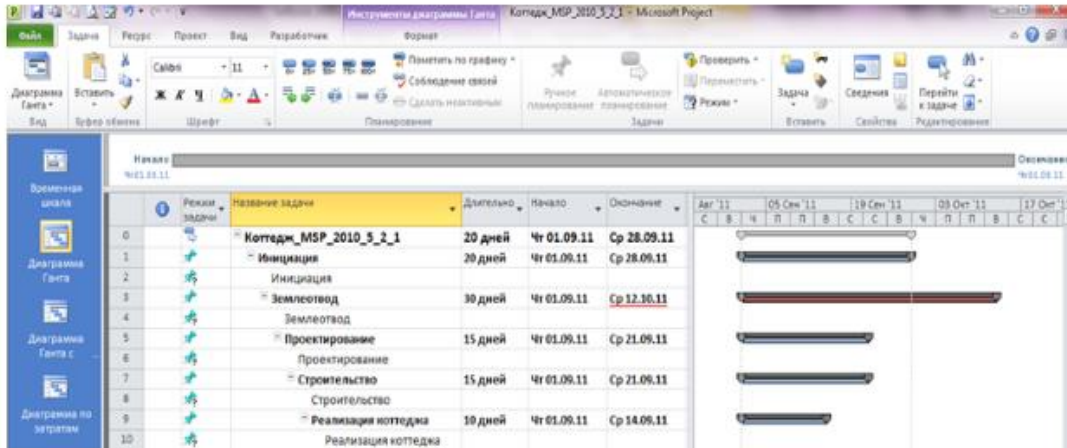 Инструменты диаграммы Ганта
Коттедж_MSP_2010_5_2_1 - Microsoft Project
Файл Задача Ресурс Проект Вид Разработчик Формат
Диаграмма Ганта
Вставить
Calibri 11
Ж К Ч
Пометить по графику
Соблюдение связей
Сделать неактивным
Ручное планирование
Автоматическое планирование
Проверить
Переместить
Режим
Задача
Сведения
Перейти к задаче
Вид Буфер обмена Шрифт Планирование Задачи Вставить Свойства Редактирование
Начало
Чт 01.09.11
Окончание
Временная шкала
Диаграмма Ганта
Диаграмма Ганта с
Диаграмма по затратам
Режим задачи Название задачи Длительно Начало Окончание
Авг '11 05 Сен '11 19 Сен '11 03 Окт '11 17 Окт '1
С В Ч П П В С С В Ч П П В С С
0 Коттедж_MSP_2010_5_2_1 20 дней Чт 01.09.11 Ср 28.09.11
1 Инициация 20 дней Чт 01.09.11 Ср 28.09.11
2 Инициация
3 Землеотвод 30 дней Чт 01.09.11 Ср 12.10.11
4 Землеотвод
5 Проектирование 15 дней Чт 01.09.11 Ср 21.09.11
6 Проектирование
7 Строительство 15 дней Чт 01.09.11 Ср 21.09.11
8 Строительство
9 Реализация коттеджа 10 дней Чт 01.09.11 Ср 14.09.11
10 Реализация коттеджа